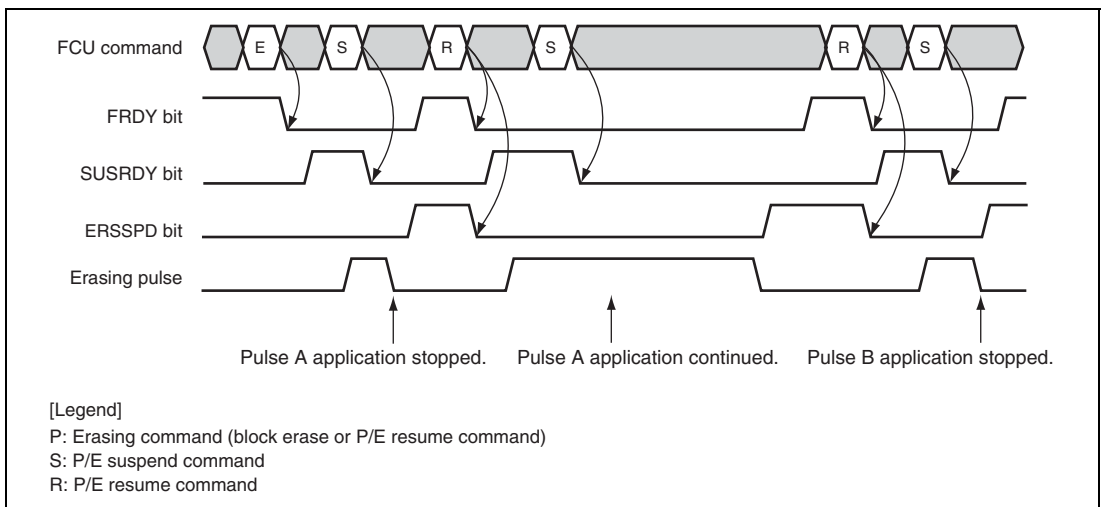 FCU command E S R S R S
FRDY bit
SUSRDY bit
ERSSPD bit
Erasing pulse
Pulse A application stopped. Pulse A application continued. Pulse B application stopped.
[Legend]
P: Erasing command (block erase or P/E resume command)
S: P/E suspend command
R: P/E resume command